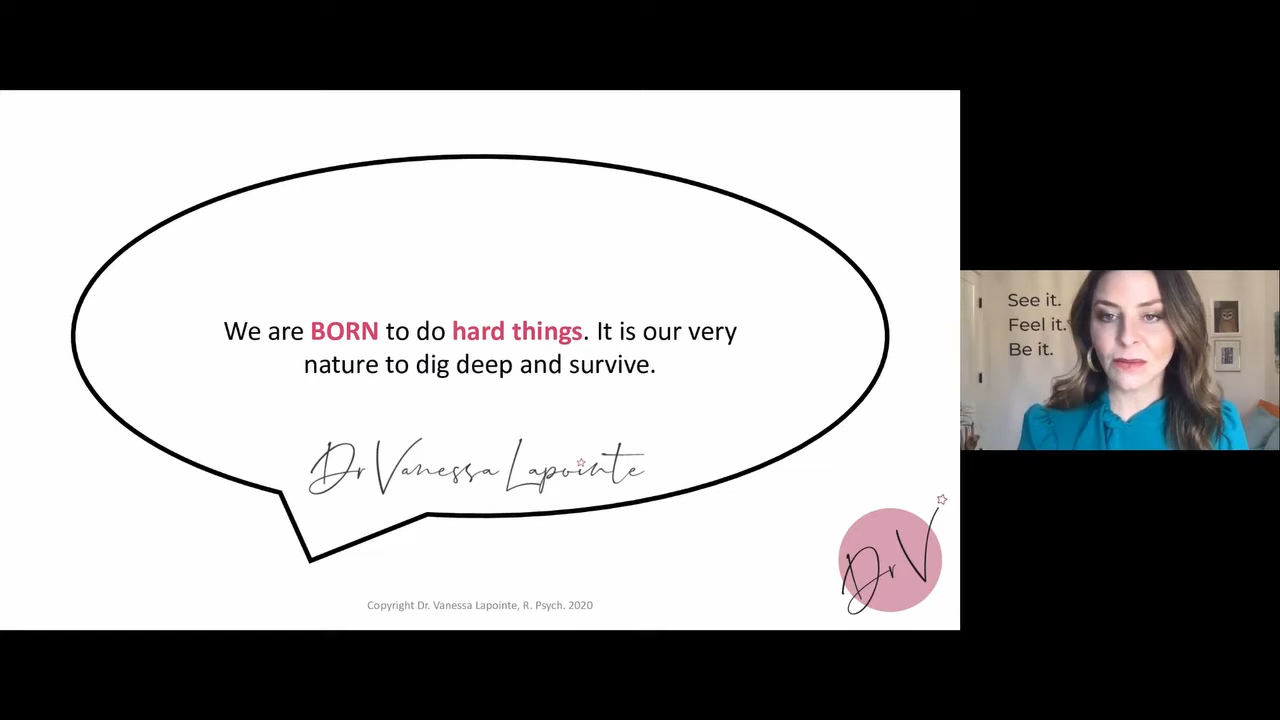 We are BORN to do hard things. It is our very
nature to dig deep and survive.
Dr Vanessa Lapointe
Copyright Dr. Vanessa Lapointe, R. Psych. 2020
Dr V
See it.
Feel it.
Be it.